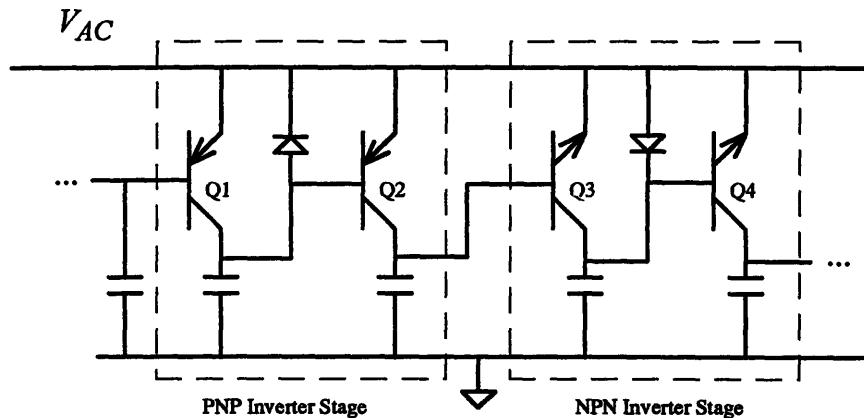 V_AC
...
Q1
Q2
Q3
Q4
...
PNP Inverter Stage
NPN Inverter Stage